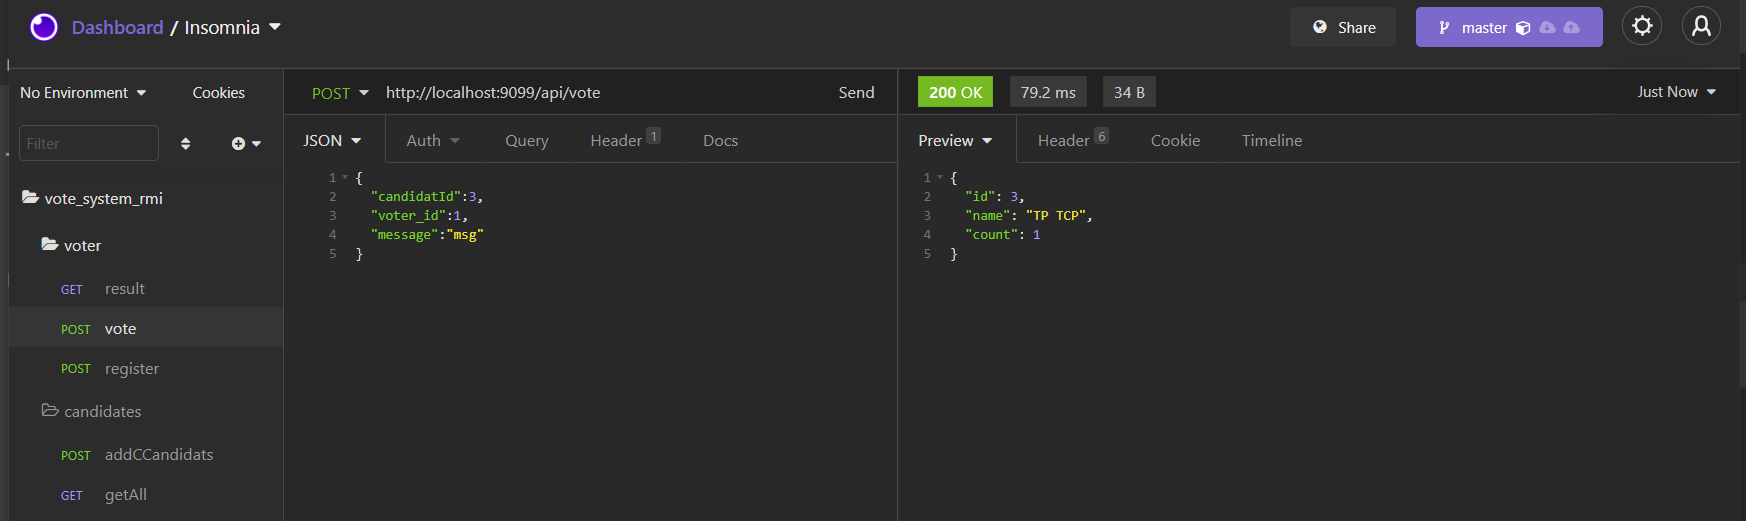 Dashboard / Insomnia
Share
master
No Environment
Cookies
Filter
vote_system_rmi
voter
GET result
POST vote
POST register
candidates
POST addCCandidats
GET getAll
POST http://localhost:9099/api/vote Send
JSON Auth Query Header 1 Docs
1 {
2 "candidatId":3,
3 "voter_id":1,
4 "message":"msg"
5 }
200 OK 79.2 ms 34 B Just Now
Preview Header 6 Cookie Timeline
1 {
2 "id": 3,
3 "name": "TP TCP",
4 "count": 1
5 }